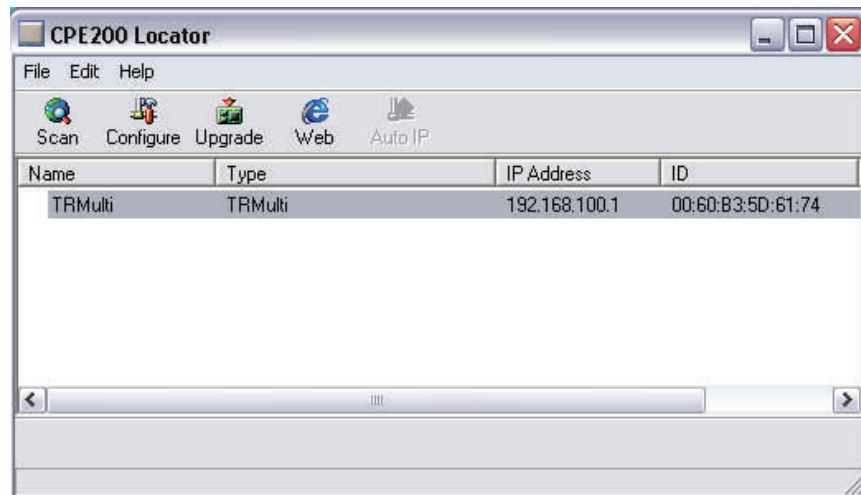 CPE200 Locator
File Edit Help
Scan Configure Upgrade Web Auto IP
Name Type IP Address ID
TRMulti TRMulti 192.168.100.1 00:60:B3:5D:61:74